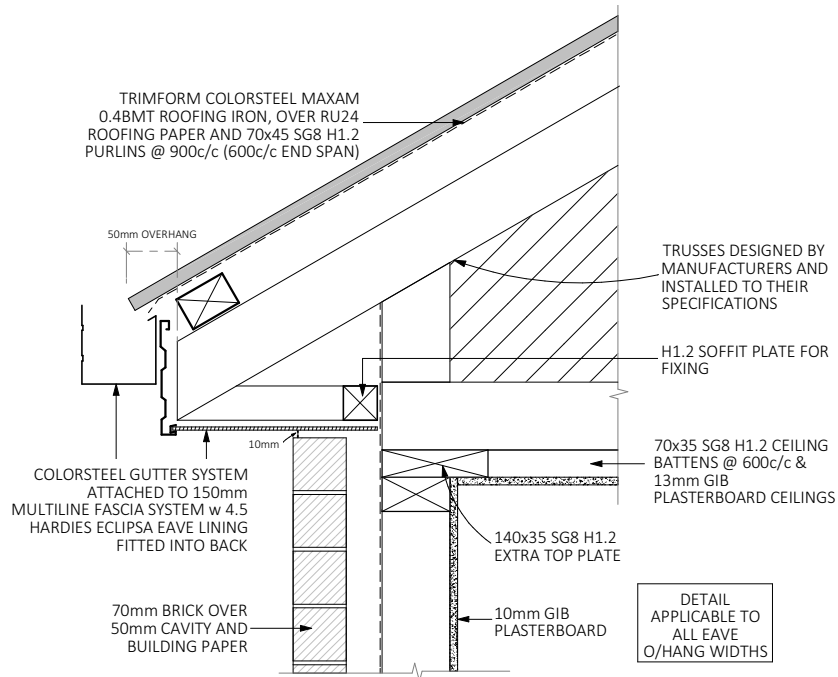 TRIMFORM COLORSTEEL MAXAM
0.4BMT ROOFING IRON, OVER RU24
ROOFING PAPER AND 70x45 SG8 H1.2
PURLINS @ 900c/c (600c/c END SPAN)
50mm OVERHANG
TRUSSES DESIGNED BY
MANUFACTURERS AND
INSTALLED TO THEIR
SPECIFICATIONS
H1.2 SOFFIT PLATE FOR
FIXING
10mm
COLORSTEEL GUTTER SYSTEM
ATTACHED TO 150mm
MULTILINE FASCIA SYSTEM w 4.5
HARDIES ECLIPSA EAVE LINING
FITTED INTO BACK
70x35 SG8 H1.2 CEILING
BATTENS @ 600c/c &
13mm GIB
PLASTERBOARD CEILINGS
140x35 SG8 H1.2
EXTRA TOP PLATE
70mm BRICK OVER
50mm CAVITY AND
BUILDING PAPER
10mm GIB
PLASTERBOARD
DETAIL
APPLICABLE TO
ALL EAVE
O/HANG WIDTHS